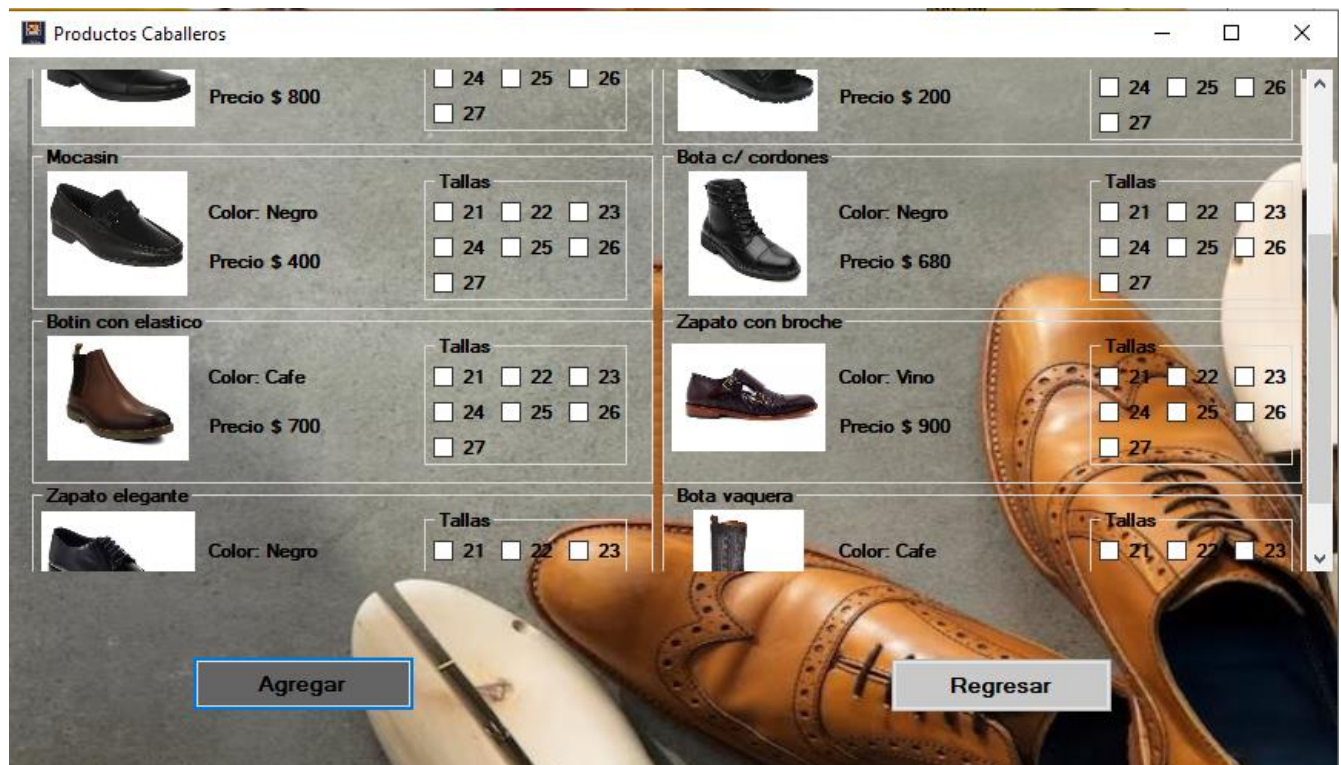 Productos Caballeros
Precio $ 800
24 25 26
27
Precio $ 200
24 25 26
27
Mocasin
Color: Negro
Precio $ 400
Tallas
21 22 23
24 25 26
27
Bota c/ cordones
Color: Negro
Precio $ 680
Tallas
21 22 23
24 25 26
27
Botin con elastico
Color: Cafe
Precio $ 700
Tallas
21 22 23
24 25 26
27
Zapato con broche
Color: Vino
Precio $ 900
Tallas
21 22 23
24 25 26
27
Zapato elegante
Color: Negro
Tallas
21 22 23
Bota vaquera
Color: Cafe
Tallas
21 22 23
Agregar
Regresar